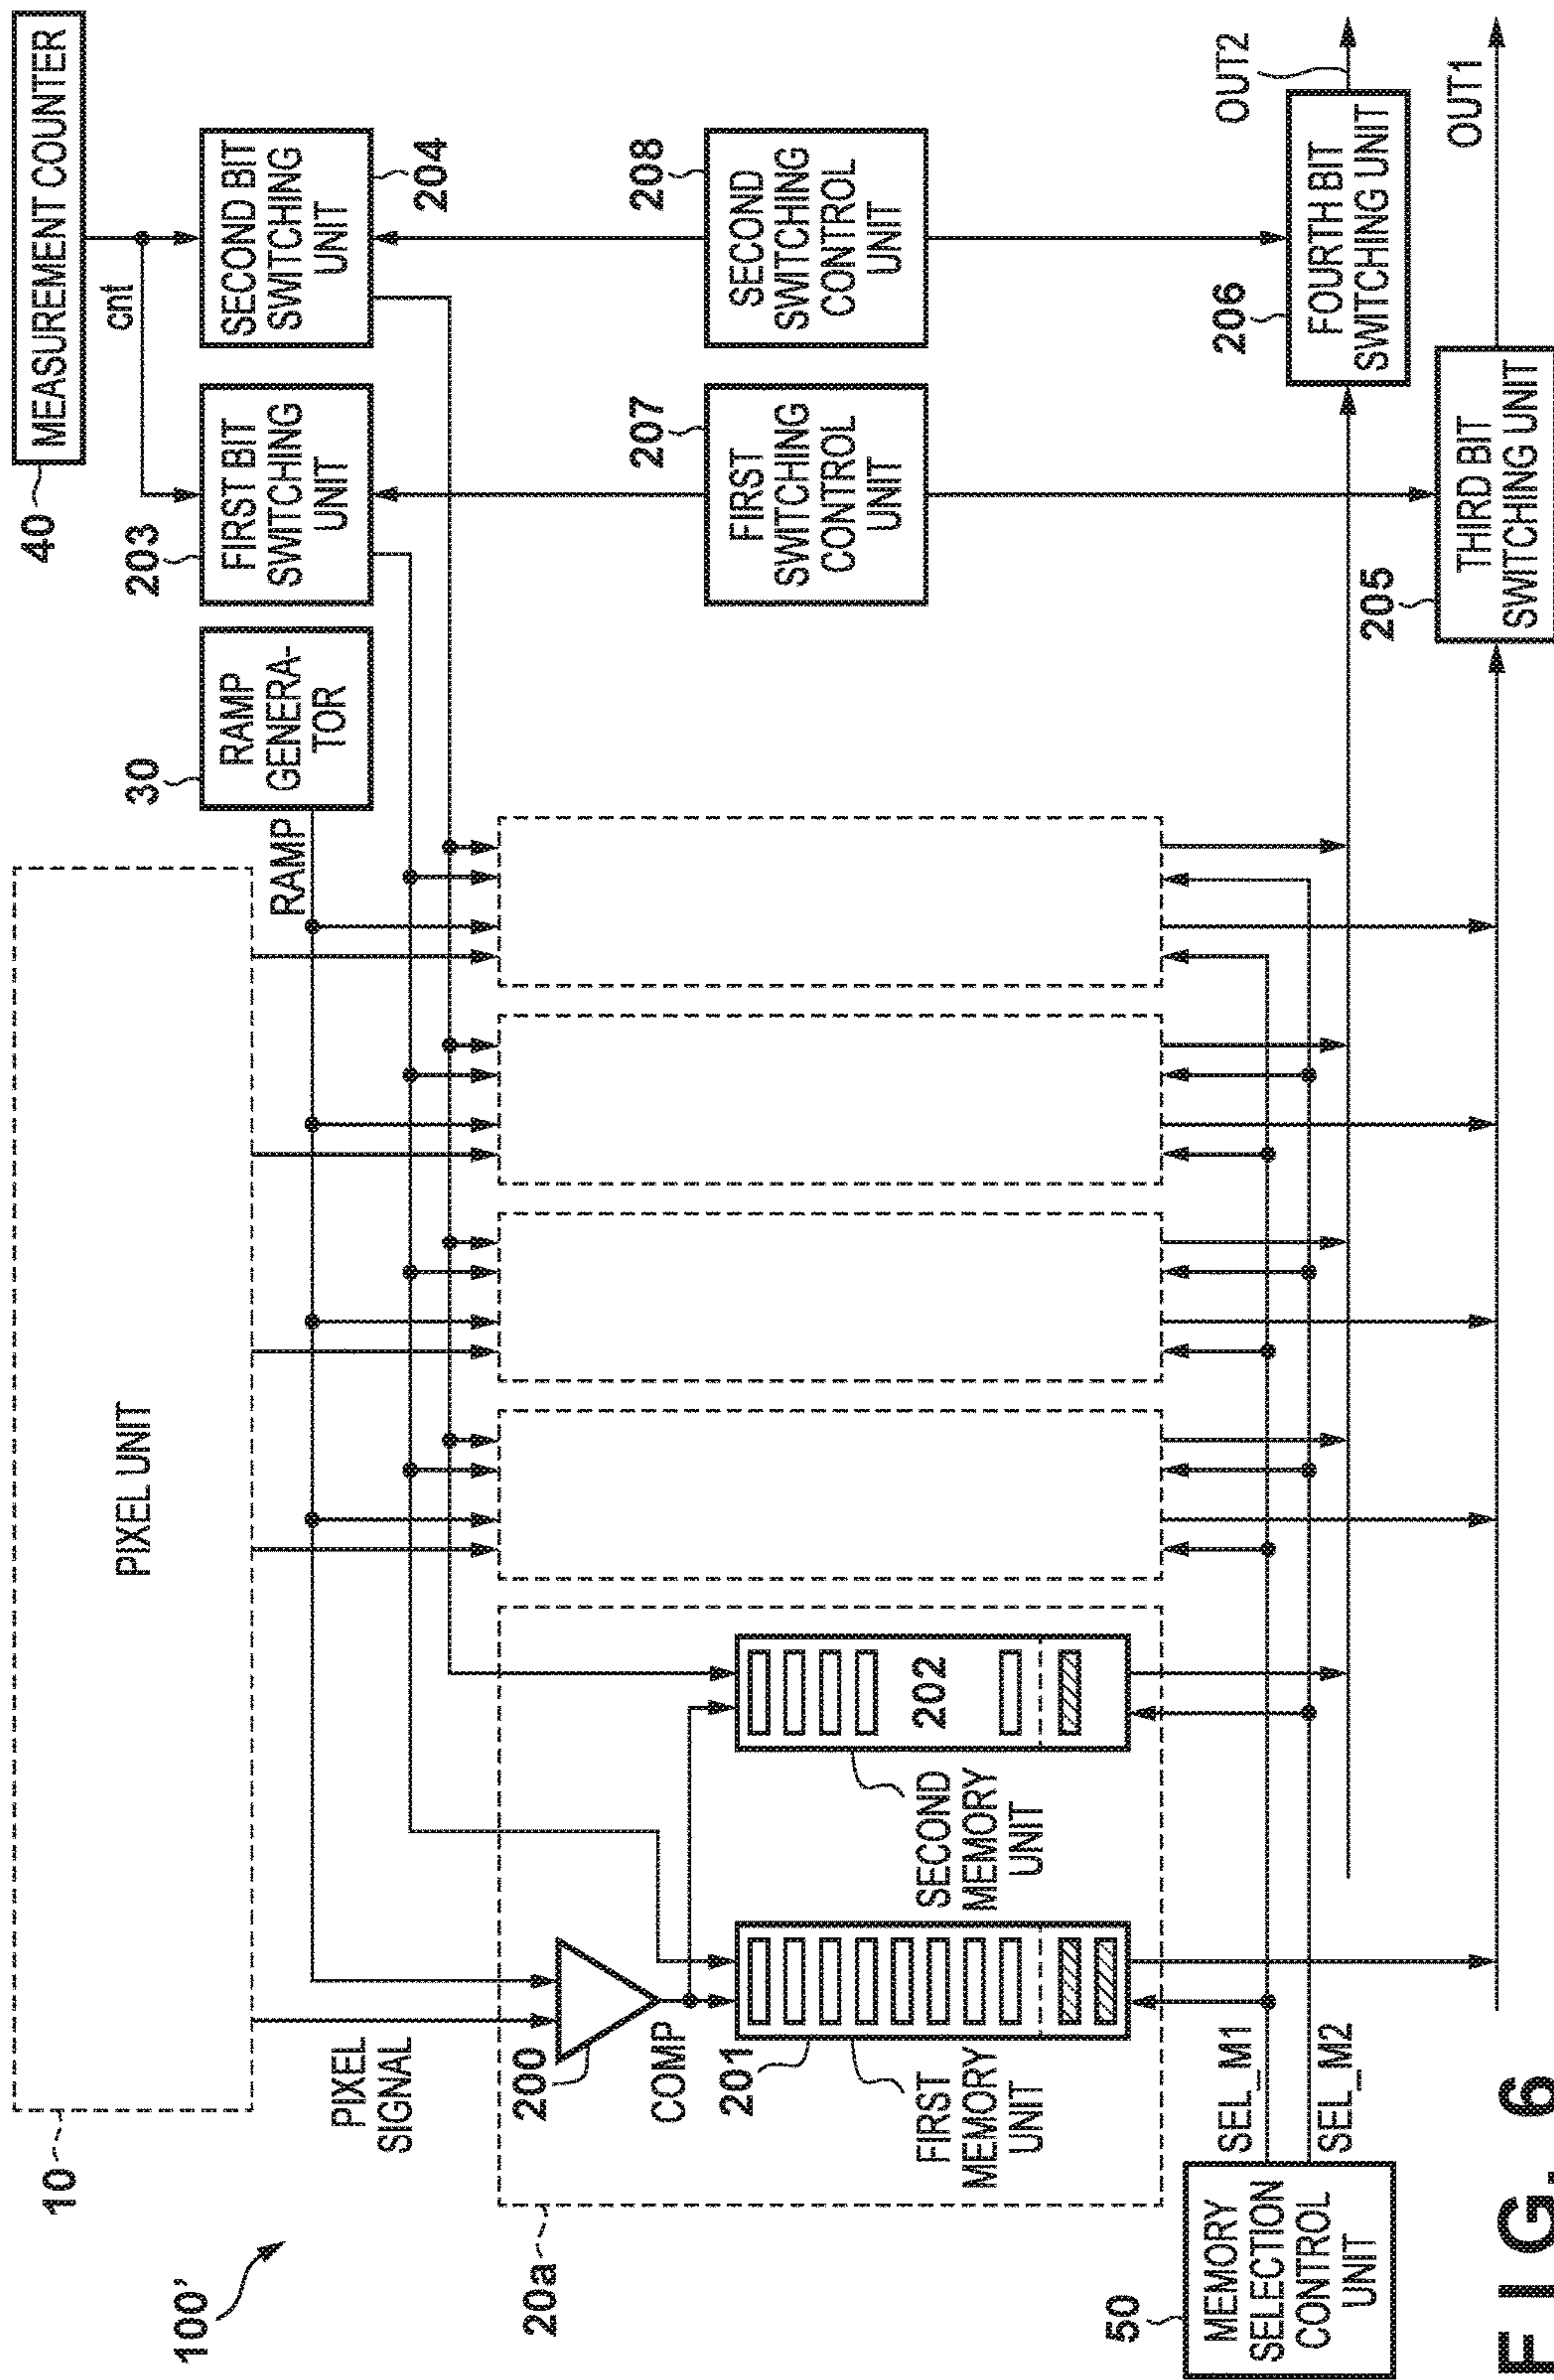 100'
10
PIXEL UNIT
40
MEASUREMENT COUNTER
cnt
30
RAMP
GENERA-
TOR
RAMP
203
FIRST BIT
SWITCHING
UNIT
SECOND BIT
SWITCHING
UNIT
204
PIXEL
SIGNAL
20a
200
COMP
201
FIRST
MEMORY
UNIT
SECOND
MEMORY
UNIT
202
207
FIRST
SWITCHING
CONTROL
UNIT
208
SECOND
SWITCHING
CONTROL
UNIT
50
MEMORY
SELECTION
CONTROL
UNIT
SEL_M1
SEL_M2
206
FOURTH BIT
SWITCHING UNIT
OUT2
205
THIRD BIT
SWITCHING UNIT
OUT1
FIG. 6